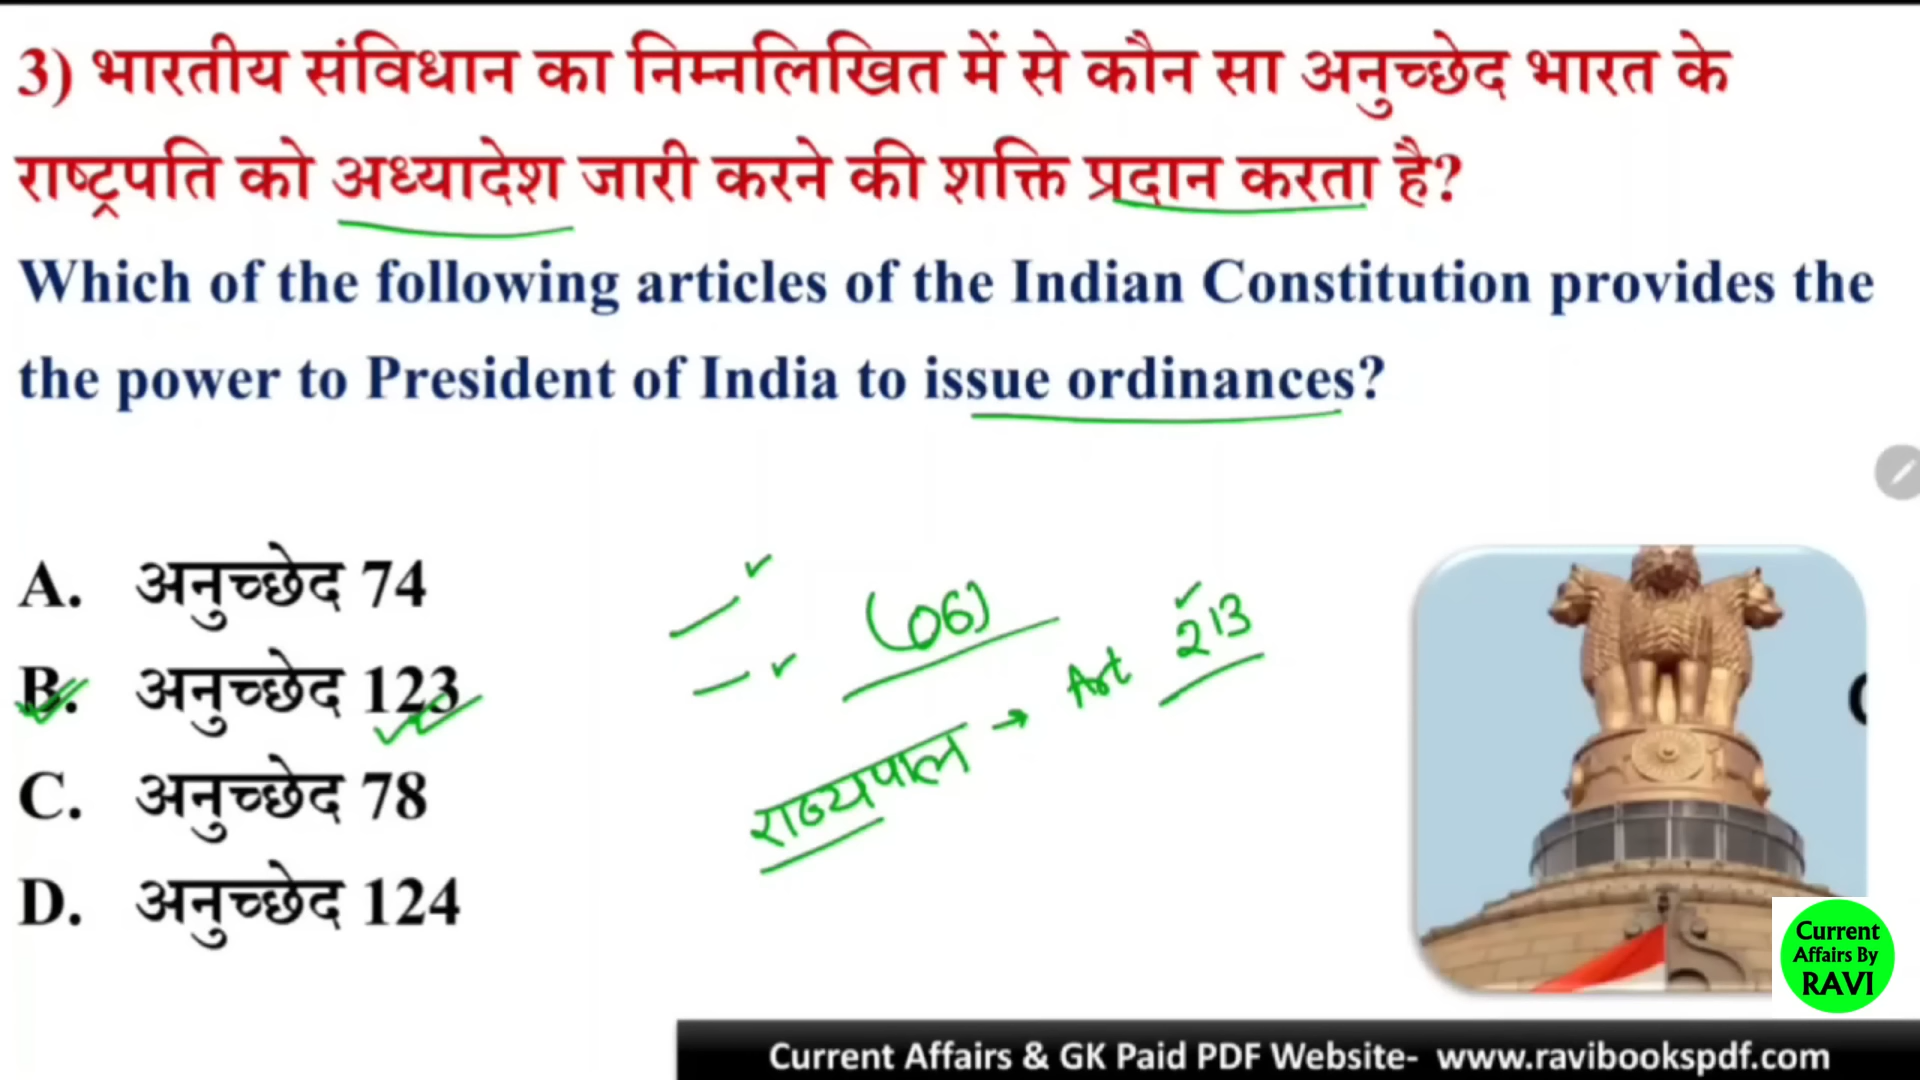 3) भारतीय संविधान का निम्नलिखित में से कौन सा अनुच्छेद भारत के
राष्ट्रपति को अध्यादेश जारी करने की शक्ति प्रदान करता है?
Which of the following articles of the Indian Constitution provides the
the power to President of India to issue ordinances?
A. अनुच्छेद 74
B. अनुच्छेद 123
C. अनुच्छेद 78
D. अनुच्छेद 124
(06)
राज्यपाल → Art 213
Current
Affairs By
RAVI
Current Affairs & GK Paid PDF Website- www.ravibookspdf.com